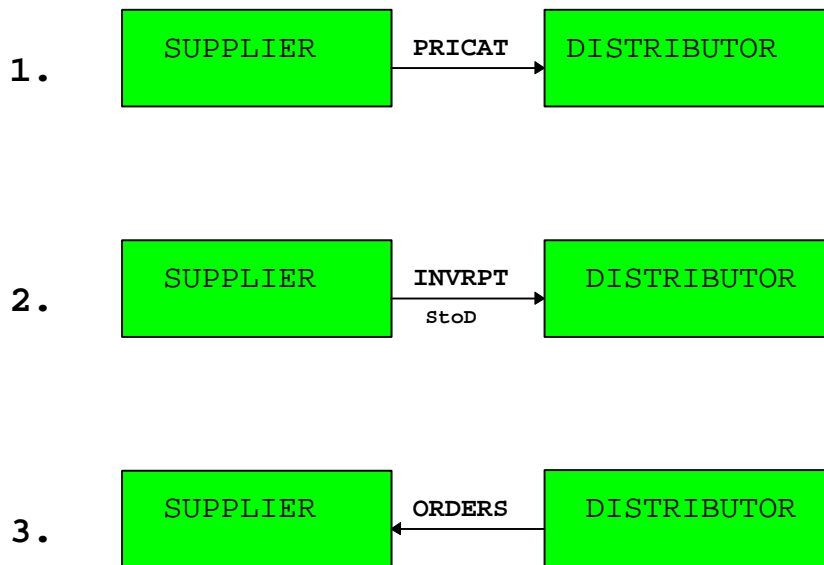 1. SUPPLIER PRICAT DISTRIBUTOR
2. SUPPLIER INVRPT DISTRIBUTOR
StoD
3. SUPPLIER ORDERS DISTRIBUTOR